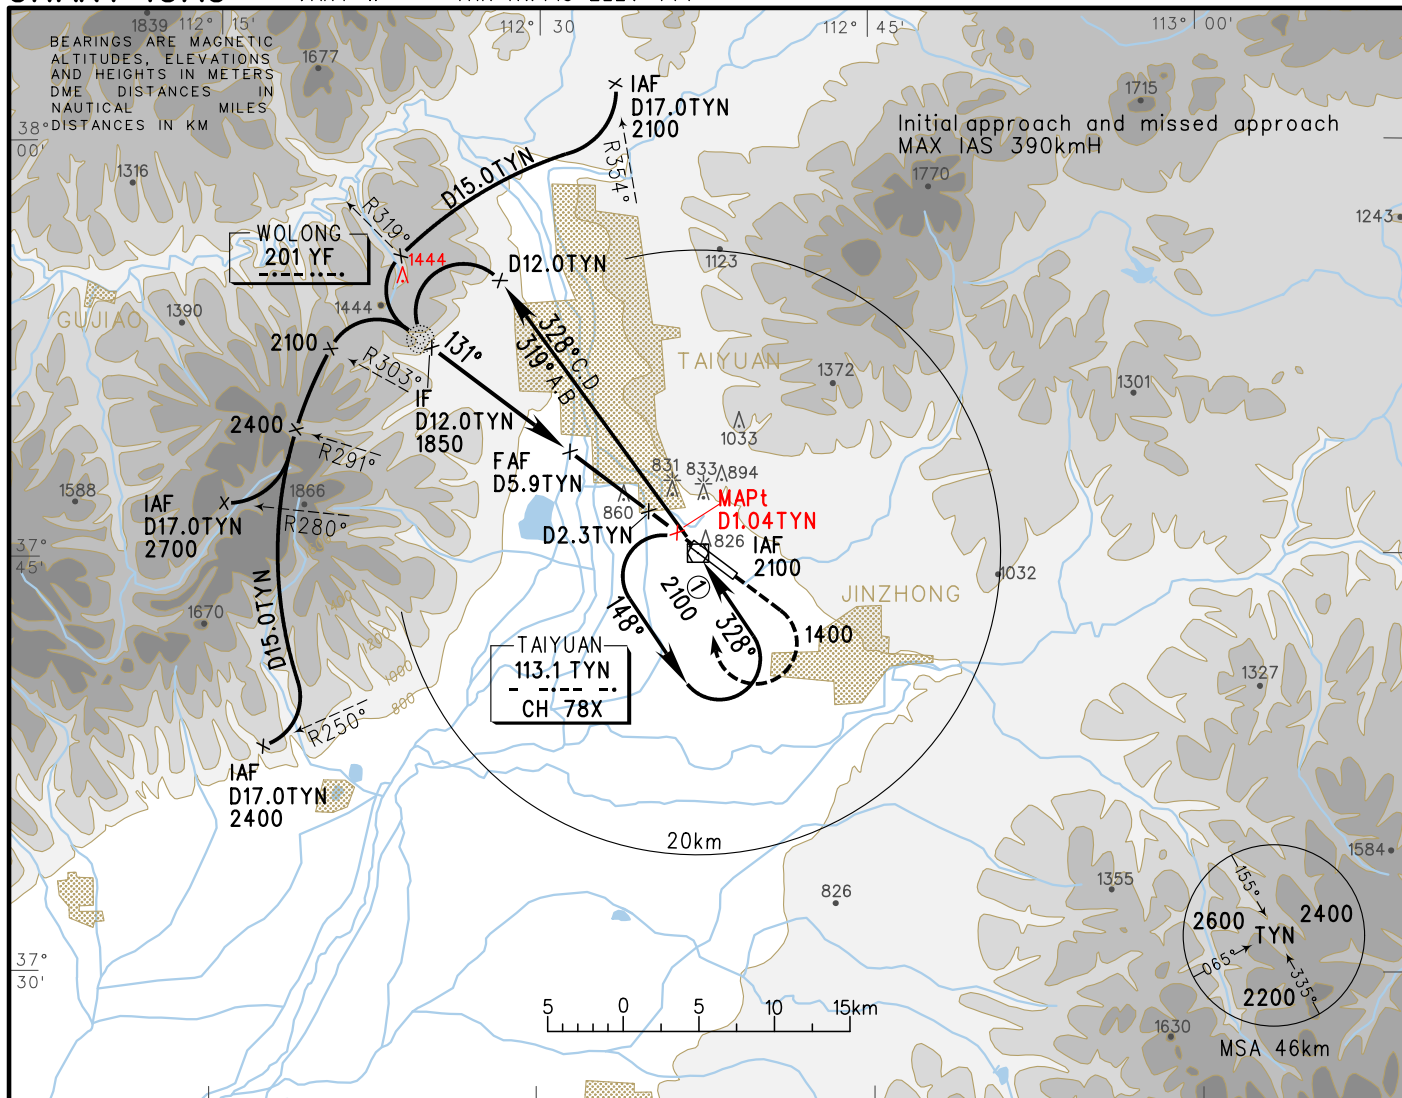 112° 15'
112° 30'
112° 45'
113° 00'
BEARINGS ARE MAGNETIC
ALTITUDES, ELEVATIONS
AND HEIGHTS IN METERS
DME DISTANCES IN
NAUTICAL MILES
DISTANCES IN KM
1839
1677
38°
00'
1316
IAF
D17.0TYN
2100
R354°
D15.0TYN
Initial approach and missed approach
MAX IAS 390kmH
1715
1770
1243
R319°
WOLONG
201 YF
1444
1444
D12.0TYN
1123
GUJIAO
1390
2100
131°
R303°
328°C.D
319°A.B
TAIYUAN
1372
1301
IF
D12.0TYN
1850
2400
R291°
1033
FAF
D5.9TYN
831
833
894
1588
IAF
D17.0TYN
2700
1866
R280°
860
D2.3TYN
MAPt
D1.04TYN
826
IAF
2100
37°
45'
1032
1670
D15.0TYN
400
1200
1000
800
148°
2100
1
328°
JINZHONG
1400
TAIYUAN
113.1 TYN
CH 78X
R250°
IAF
D17.0TYN
2400
1327
20km
826
1355
1584
155°
2600
2400
TYN
065°
335°
2200
MSA 46km
37°
30'
5 0 5 10 15km
1630